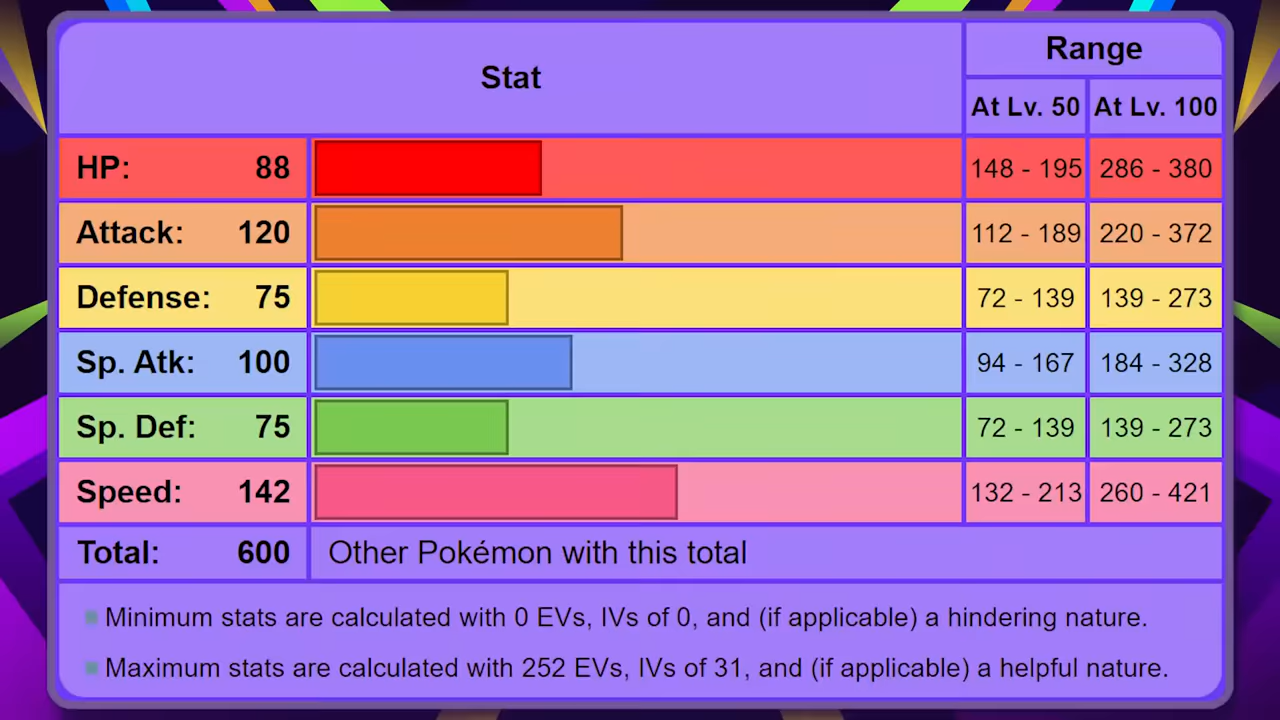 Stat Range
At Lv. 50 At Lv. 100
HP: 88 148 - 195 286 - 380
Attack: 120 112 - 189 220 - 372
Defense: 75 72 - 139 139 - 273
Sp. Atk: 100 94 - 167 184 - 328
Sp. Def: 75 72 - 139 139 - 273
Speed: 142 132 - 213 260 - 421
Total: 600 Other Pokémon with this total
Minimum stats are calculated with 0 EVs, IVs of 0, and (if applicable) a hindering nature.
Maximum stats are calculated with 252 EVs, IVs of 31, and (if applicable) a helpful nature.